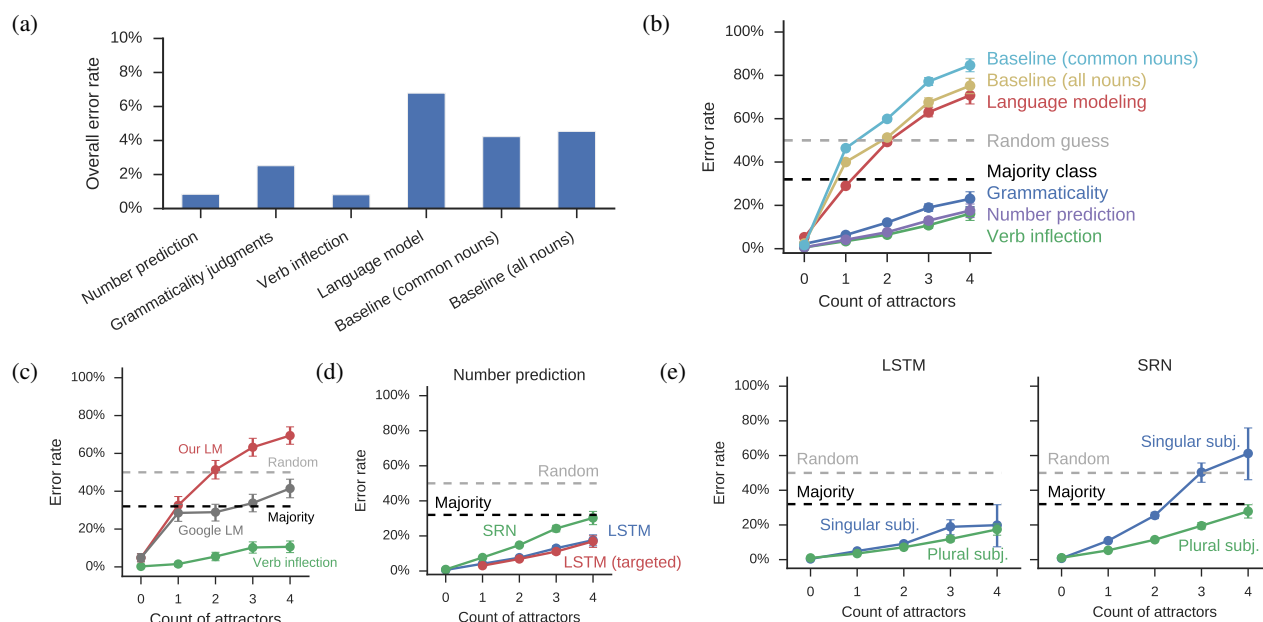 (a)
10%
8%
6%
4%
2%
0%
Overall error rate
Number prediction
Grammaticality judgments
Verb inflection
Language model
Baseline (common nouns)
Baseline (all nouns)
(b)
100%
80%
60%
40%
20%
0%
Error rate
Baseline (common nouns)
Baseline (all nouns)
Language modeling
Random guess
Majority class
Grammaticality
Number prediction
Verb inflection
0 1 2 3 4
Count of attractors
(c)
100%
80%
60%
40%
20%
0%
Error rate
Our LM
Random
Majority
Google LM
Verb inflection
0 1 2 3 4
Count of attractors
(d)
Number prediction
100%
80%
60%
40%
20%
0%
Error rate
Random
Majority
SRN
LSTM
LSTM (targeted)
0 1 2 3 4
Count of attractors
(e)
LSTM
100%
80%
60%
40%
20%
0%
Error rate
Random
Majority
Singular subj.
Plural subj.
0 1 2 3 4
Count of attractors
SRN
100%
80%
60%
40%
20%
0%
Singular subj.
Random
Majority
Plural subj.
0 1 2 3 4
Count of attractors